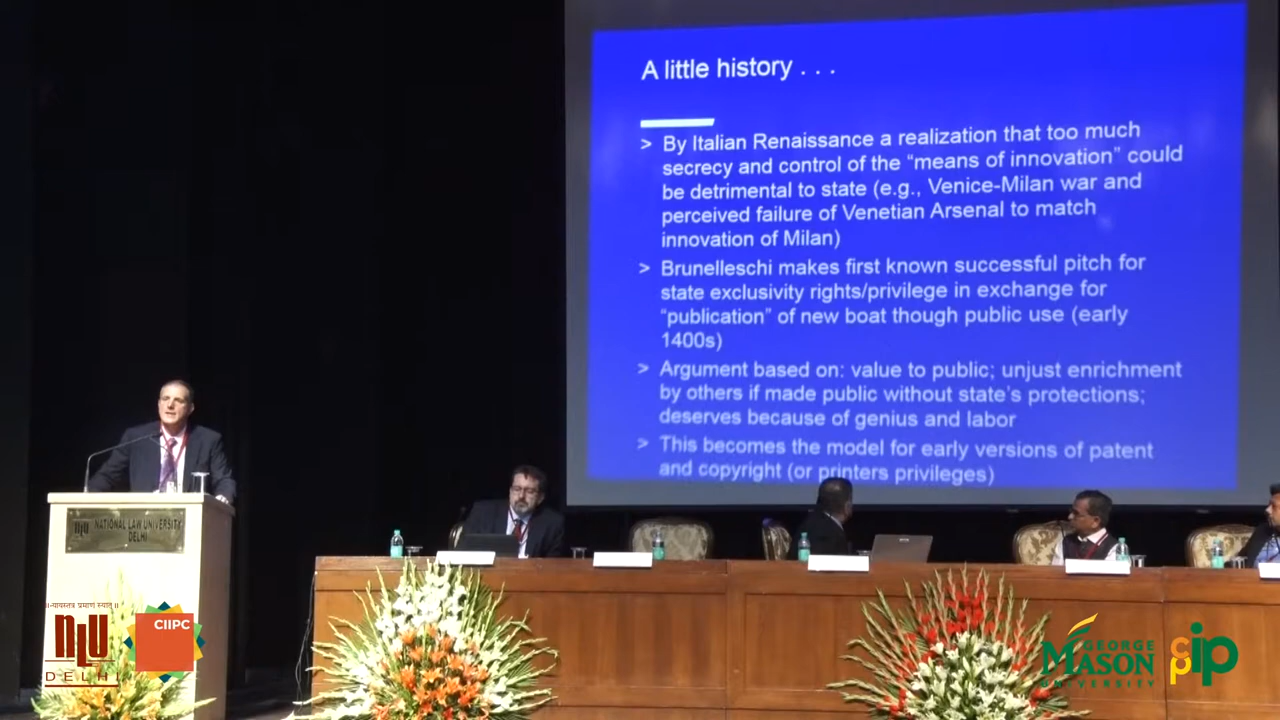 A little history . . .
> By Italian Renaissance a realization that too much
secrecy and control of the “means of innovation” could
be detrimental to state (e.g., Venice-Milan war and
perceived failure of Venetian Arsenal to match
innovation of Milan)
> Brunelleschi makes first known successful pitch for
state exclusivity rights/privilege in exchange for
“publication” of new boat though public use (early
1400s)
> Argument based on: value to public; unjust enrichment
by others if made public without state’s protections;
deserves because of genius and labor
> This becomes the model for early versions of patent
and copyright (or printers privileges)
NLU NATIONAL LAW UNIVERSITY
DELHI
॥न्यायस्तत्र प्रमाणं स्यात्॥
NLU
DELHI
CIIPC
GEORGE
MASON
UNIVERSITY
cpip